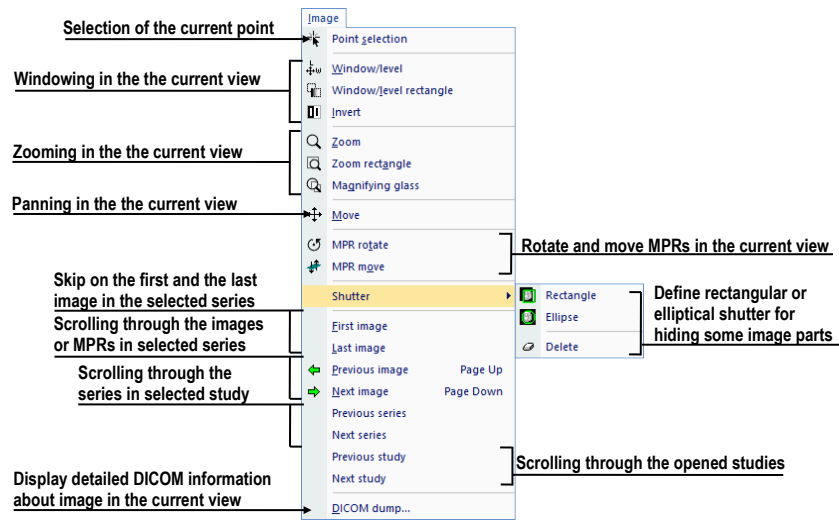 Image
Selection of the current point
Point selection
Windowing in the the current view
Window/level
Window/level rectangle
Invert
Zooming in the the current view
Zoom
Zoom rectangle
Magnifying glass
Panning in the the current view
Move
MPR rotate
MPR move
Rotate and move MPRs in the current view
Skip on the first and the last
image in the selected series
Shutter
Rectangle
Ellipse
Delete
Define rectangular or
elliptical shutter for
hiding some image parts
Scrolling through the images
or MPRs in selected series
First image
Last image
Scrolling through the
series in selected study
Previous image Page Up
Next image Page Down
Previous series
Next series
Previous study
Next study
Scrolling through the opened studies
Display detailed DICOM information
about image in the current view
DICOM dump...